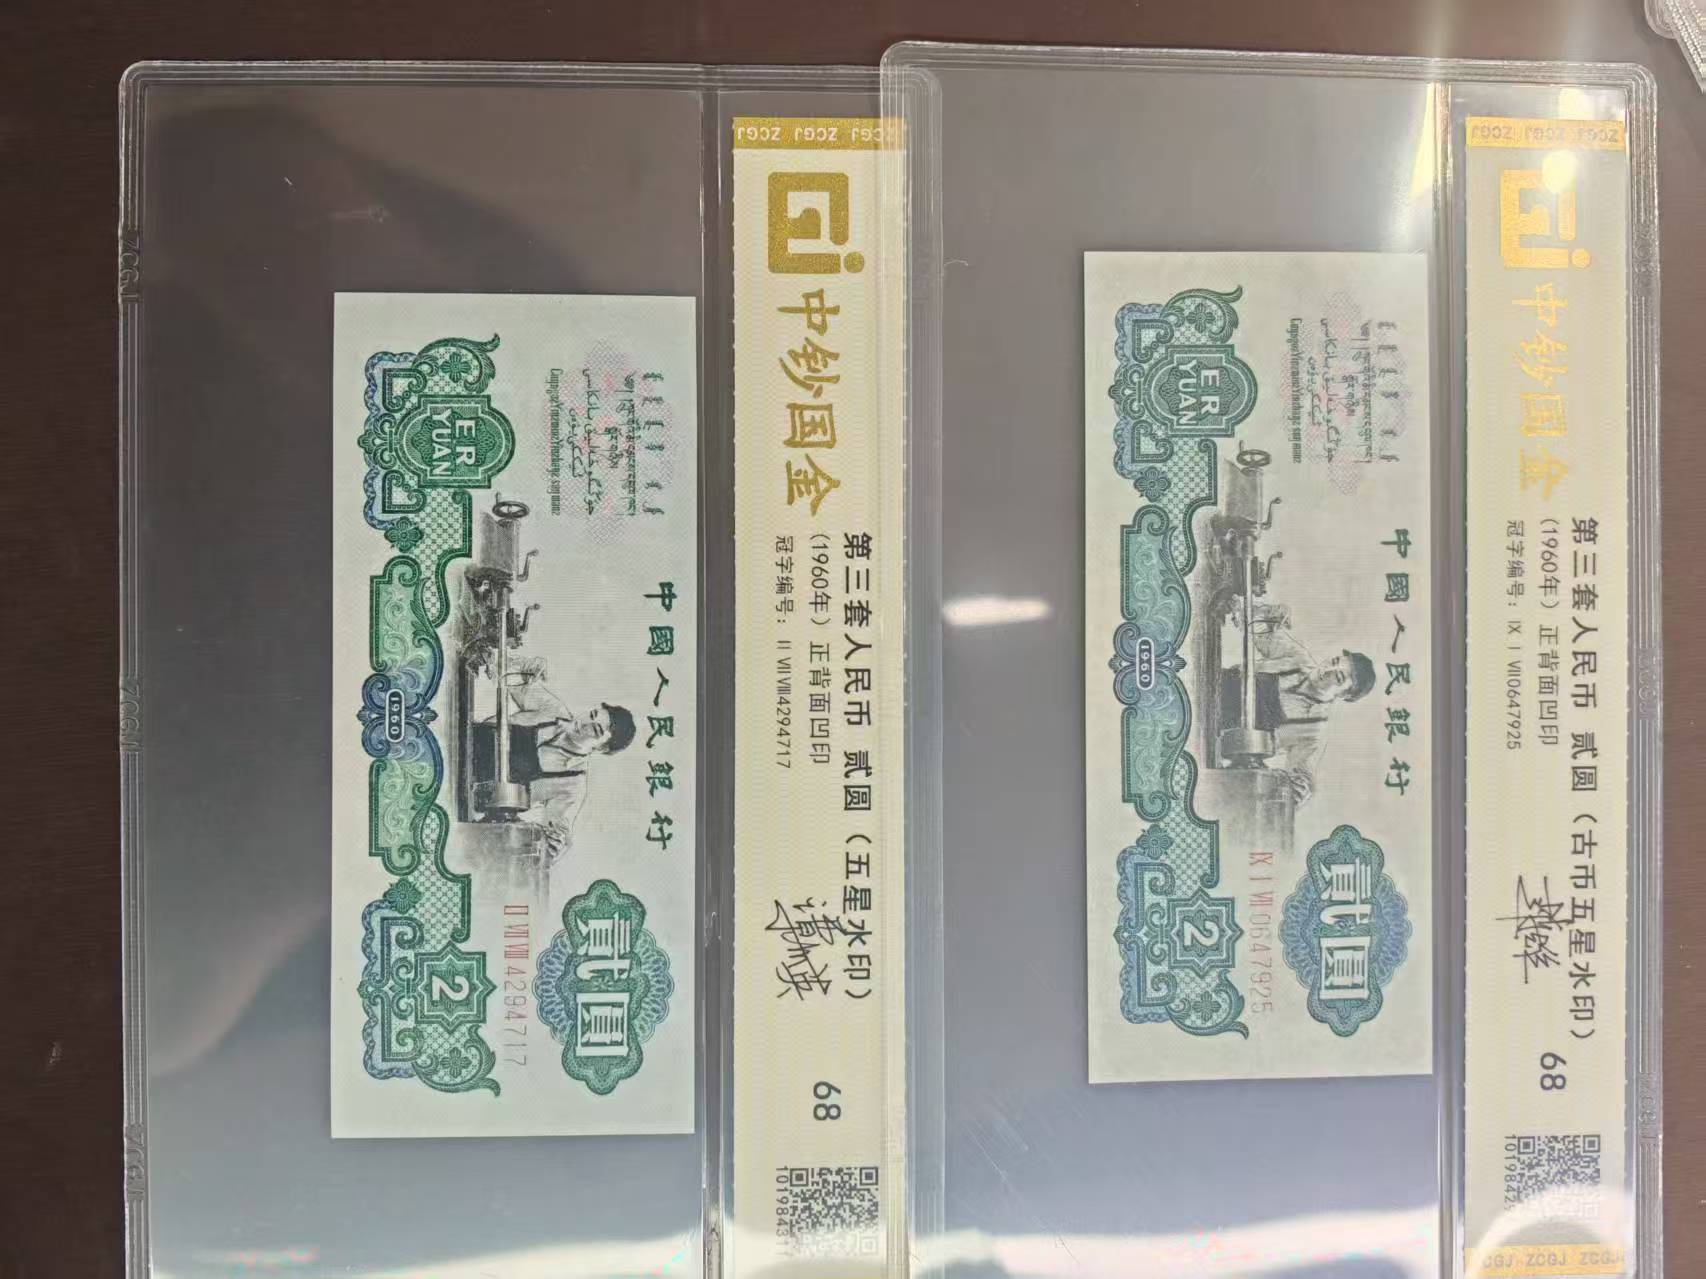 ZCGJ ZCGJ ZCGJ
中钞国金
第三套人民币 贰圆（五星水印）
(1960年) 正背面凹印
冠字编号：II VII VIII 4294717
68
中國人民銀行
ER
YUAN
1960
II VII VIII 4294717
貳圓
2
ZCGJ ZCGJ ZCGJ
中钞国金
第三套人民币 贰圆（古币五星水印）
(1960年) 正背面凹印
冠字编号：IX I VII 0647925
68
中國人民銀行
ER
YUAN
1960
IX I VII 0647925
貳圓
2
ZCGJ ZCGJ